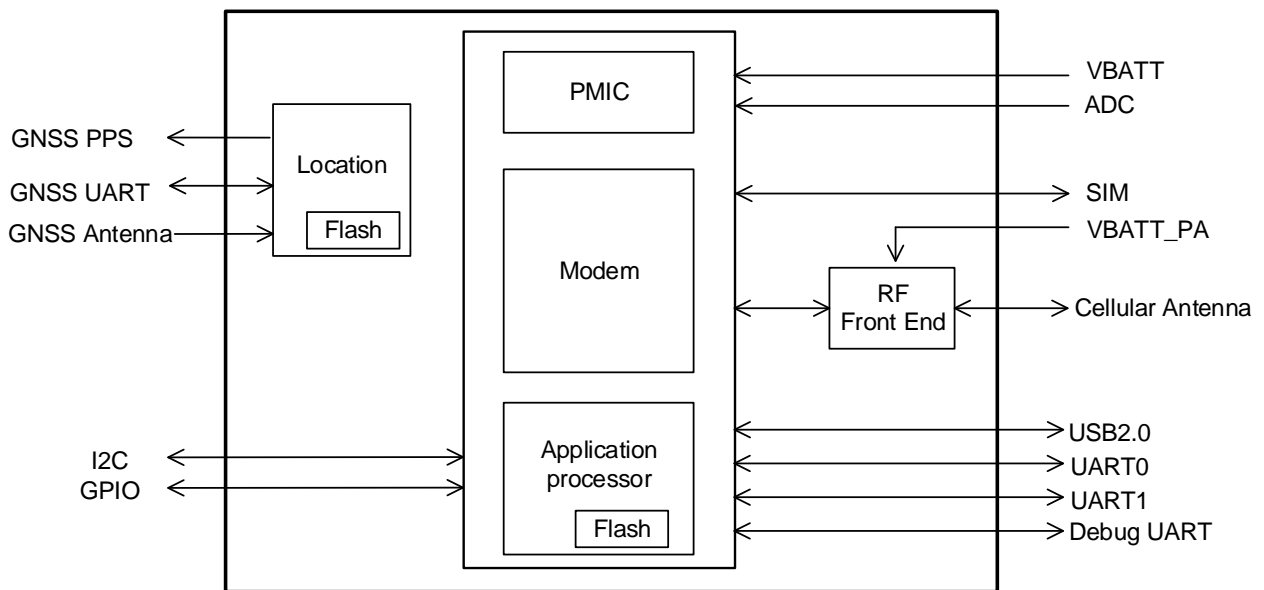 GNSS PPS
GNSS UART
GNSS Antenna
Location
Flash
I2C
GPIO
PMIC
Modem
Application
processor
Flash
VBATT
ADC
SIM
VBATT_PA
RF
Front End
Cellular Antenna
USB2.0
UART0
UART1
Debug UART